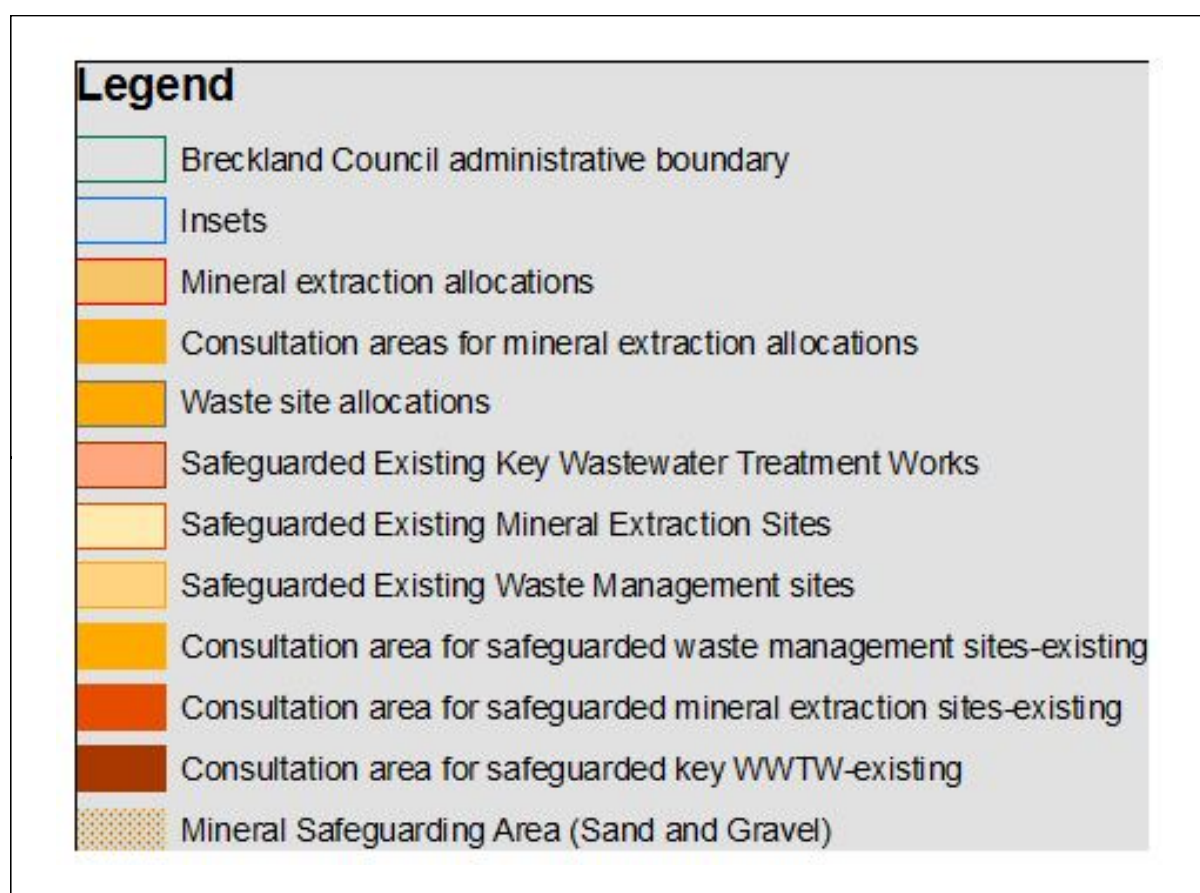 Legend
Breckland Council administrative boundary
Insets
Mineral extraction allocations
Consultation areas for mineral extraction allocations
Waste site allocations
Safeguarded Existing Key Wastewater Treatment Works
Safeguarded Existing Mineral Extraction Sites
Safeguarded Existing Waste Management sites
Consultation area for safeguarded waste management sites-existing
Consultation area for safeguarded mineral extraction sites-existing
Consultation area for safeguarded key WWTW-existing
Mineral Safeguarding Area (Sand and Gravel)